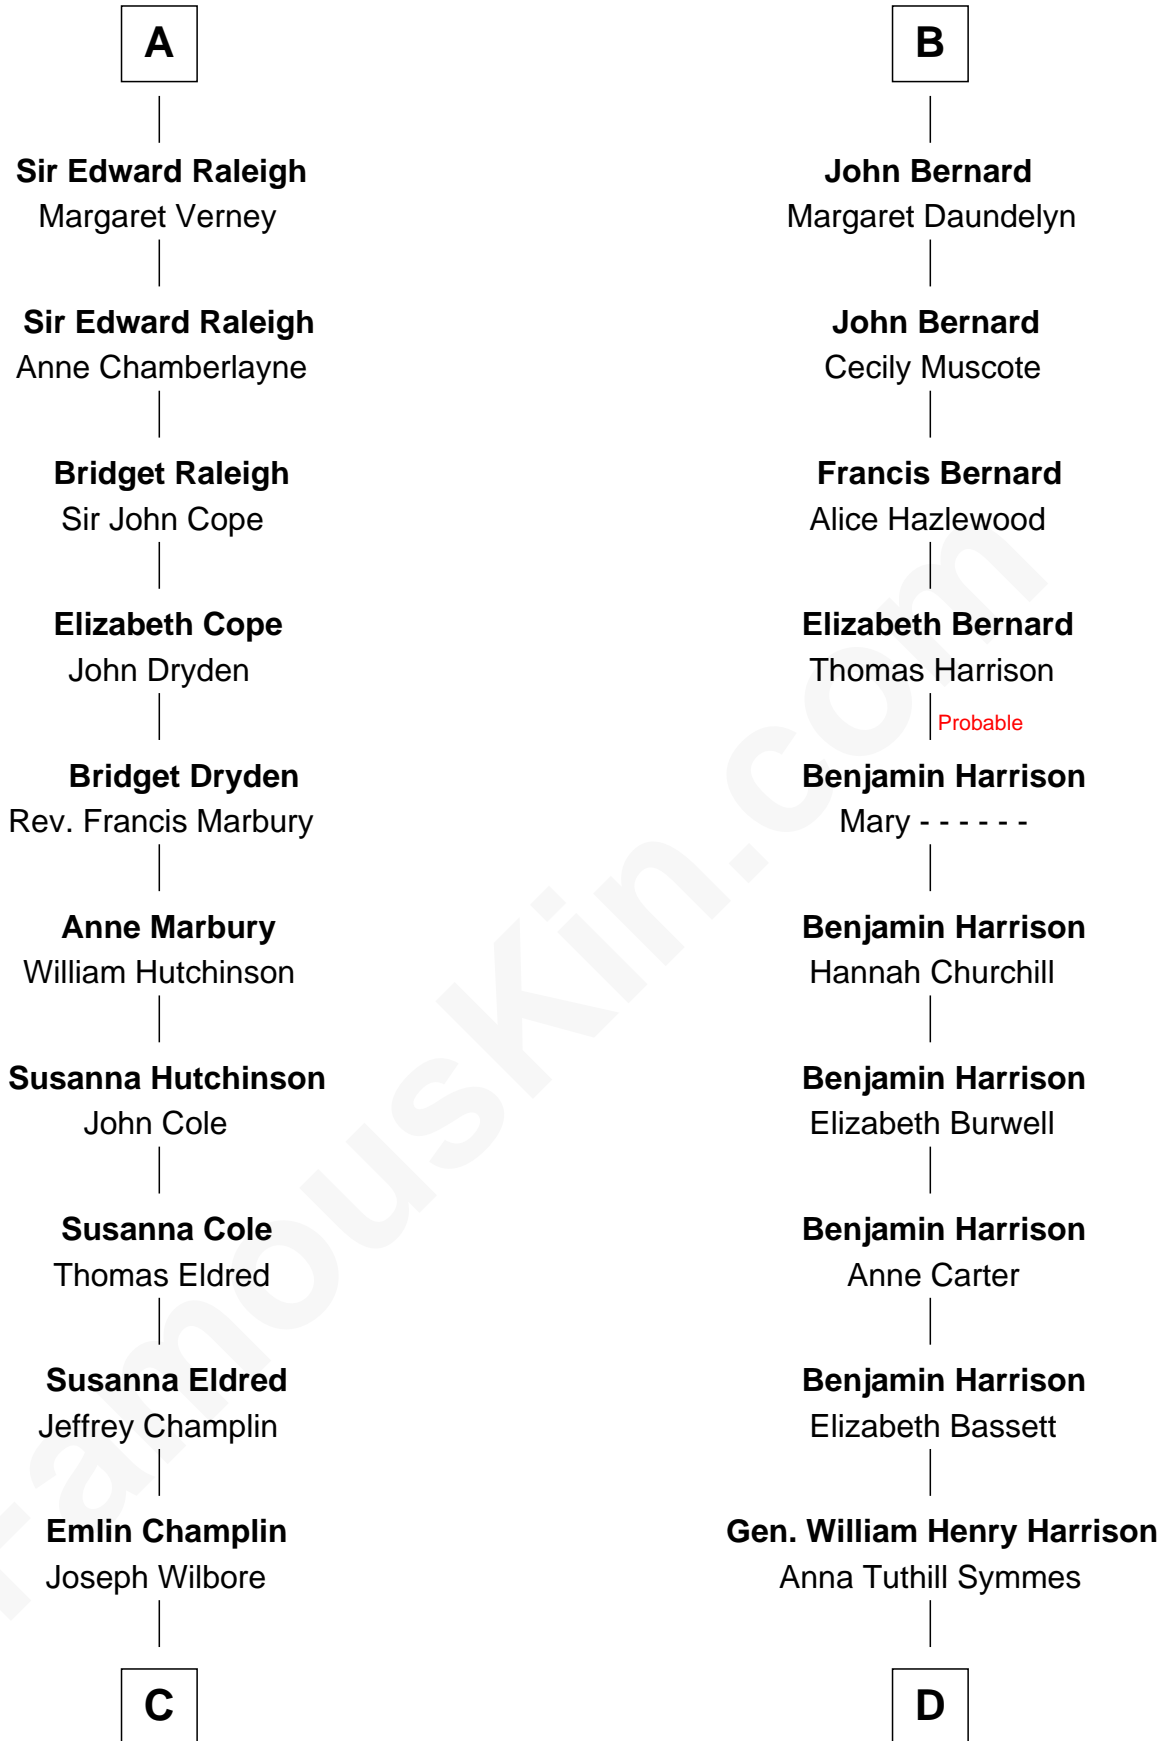 A
Sir Edward Raleigh
Margaret Verney
Sir Edward Raleigh
Anne Chamberlayne
Bridget Raleigh
Sir John Cope
Elizabeth Cope
John Dryden
Bridget Dryden
Rev. Francis Marbury
Anne Marbury
William Hutchinson
Susanna Hutchinson
John Cole
Susanna Cole
Thomas Eldred
Susanna Eldred
Jeffrey Champlin
Emlin Champlin
Joseph Wilbore
C
B
John Bernard
Margaret Daundelyn
John Bernard
Cecily Muscote
Francis Bernard
Alice Hazlewood
Elizabeth Bernard
Thomas Harrison
Probable
Benjamin Harrison
Mary - - - - - -
Benjamin Harrison
Hannah Churchill
Benjamin Harrison
Elizabeth Burwell
Benjamin Harrison
Anne Carter
Benjamin Harrison
Elizabeth Bassett
Gen. William Henry Harrison
Anna Tuthill Symmes
D
FamousKin.com